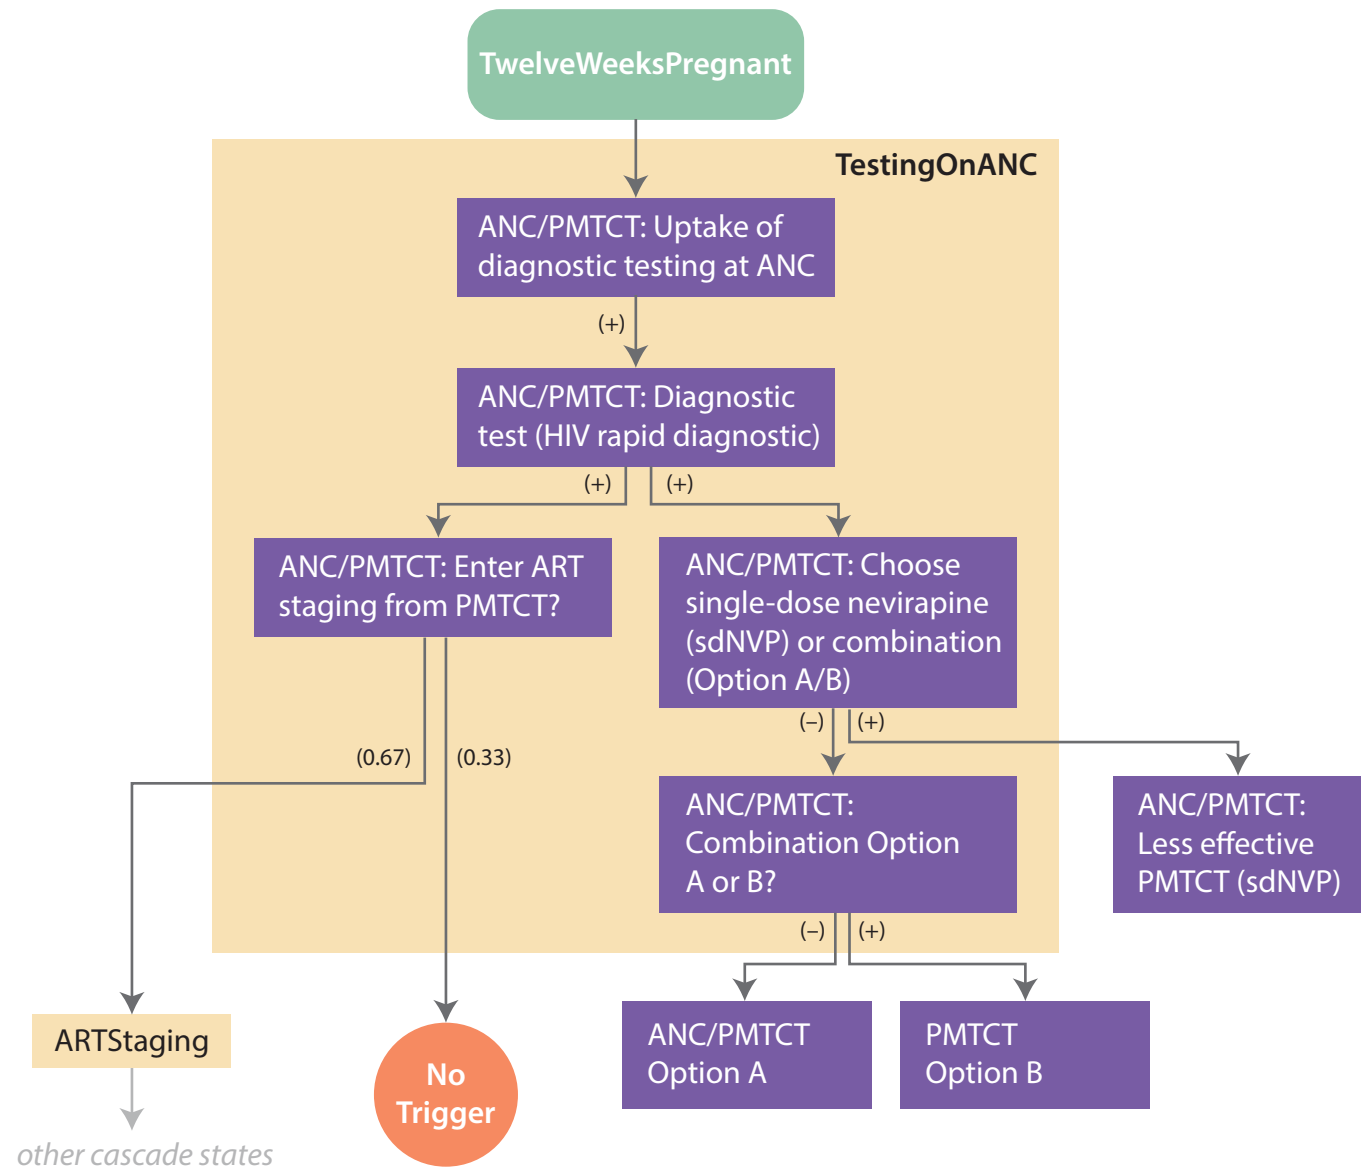 TwelveWeeksPregnant
TestingOnANC
ANC/PMTCT: Uptake of
diagnostic testing at ANC
(+)
ANC/PMTCT: Diagnostic
test (HIV rapid diagnostic)
(+)
(+)
ANC/PMTCT: Enter ART
staging from PMTCT?
ANC/PMTCT: Choose
single-dose nevirapine
(sdNVP) or combination
(Option A/B)
(–)
(+)
(0.67)
(0.33)
ANC/PMTCT:
Combination Option
A or B?
ANC/PMTCT:
Less effective
PMTCT (sdNVP)
(–)
(+)
ARTStaging
No
Trigger
ANC/PMTCT
Option A
PMTCT
Option B
other cascade states